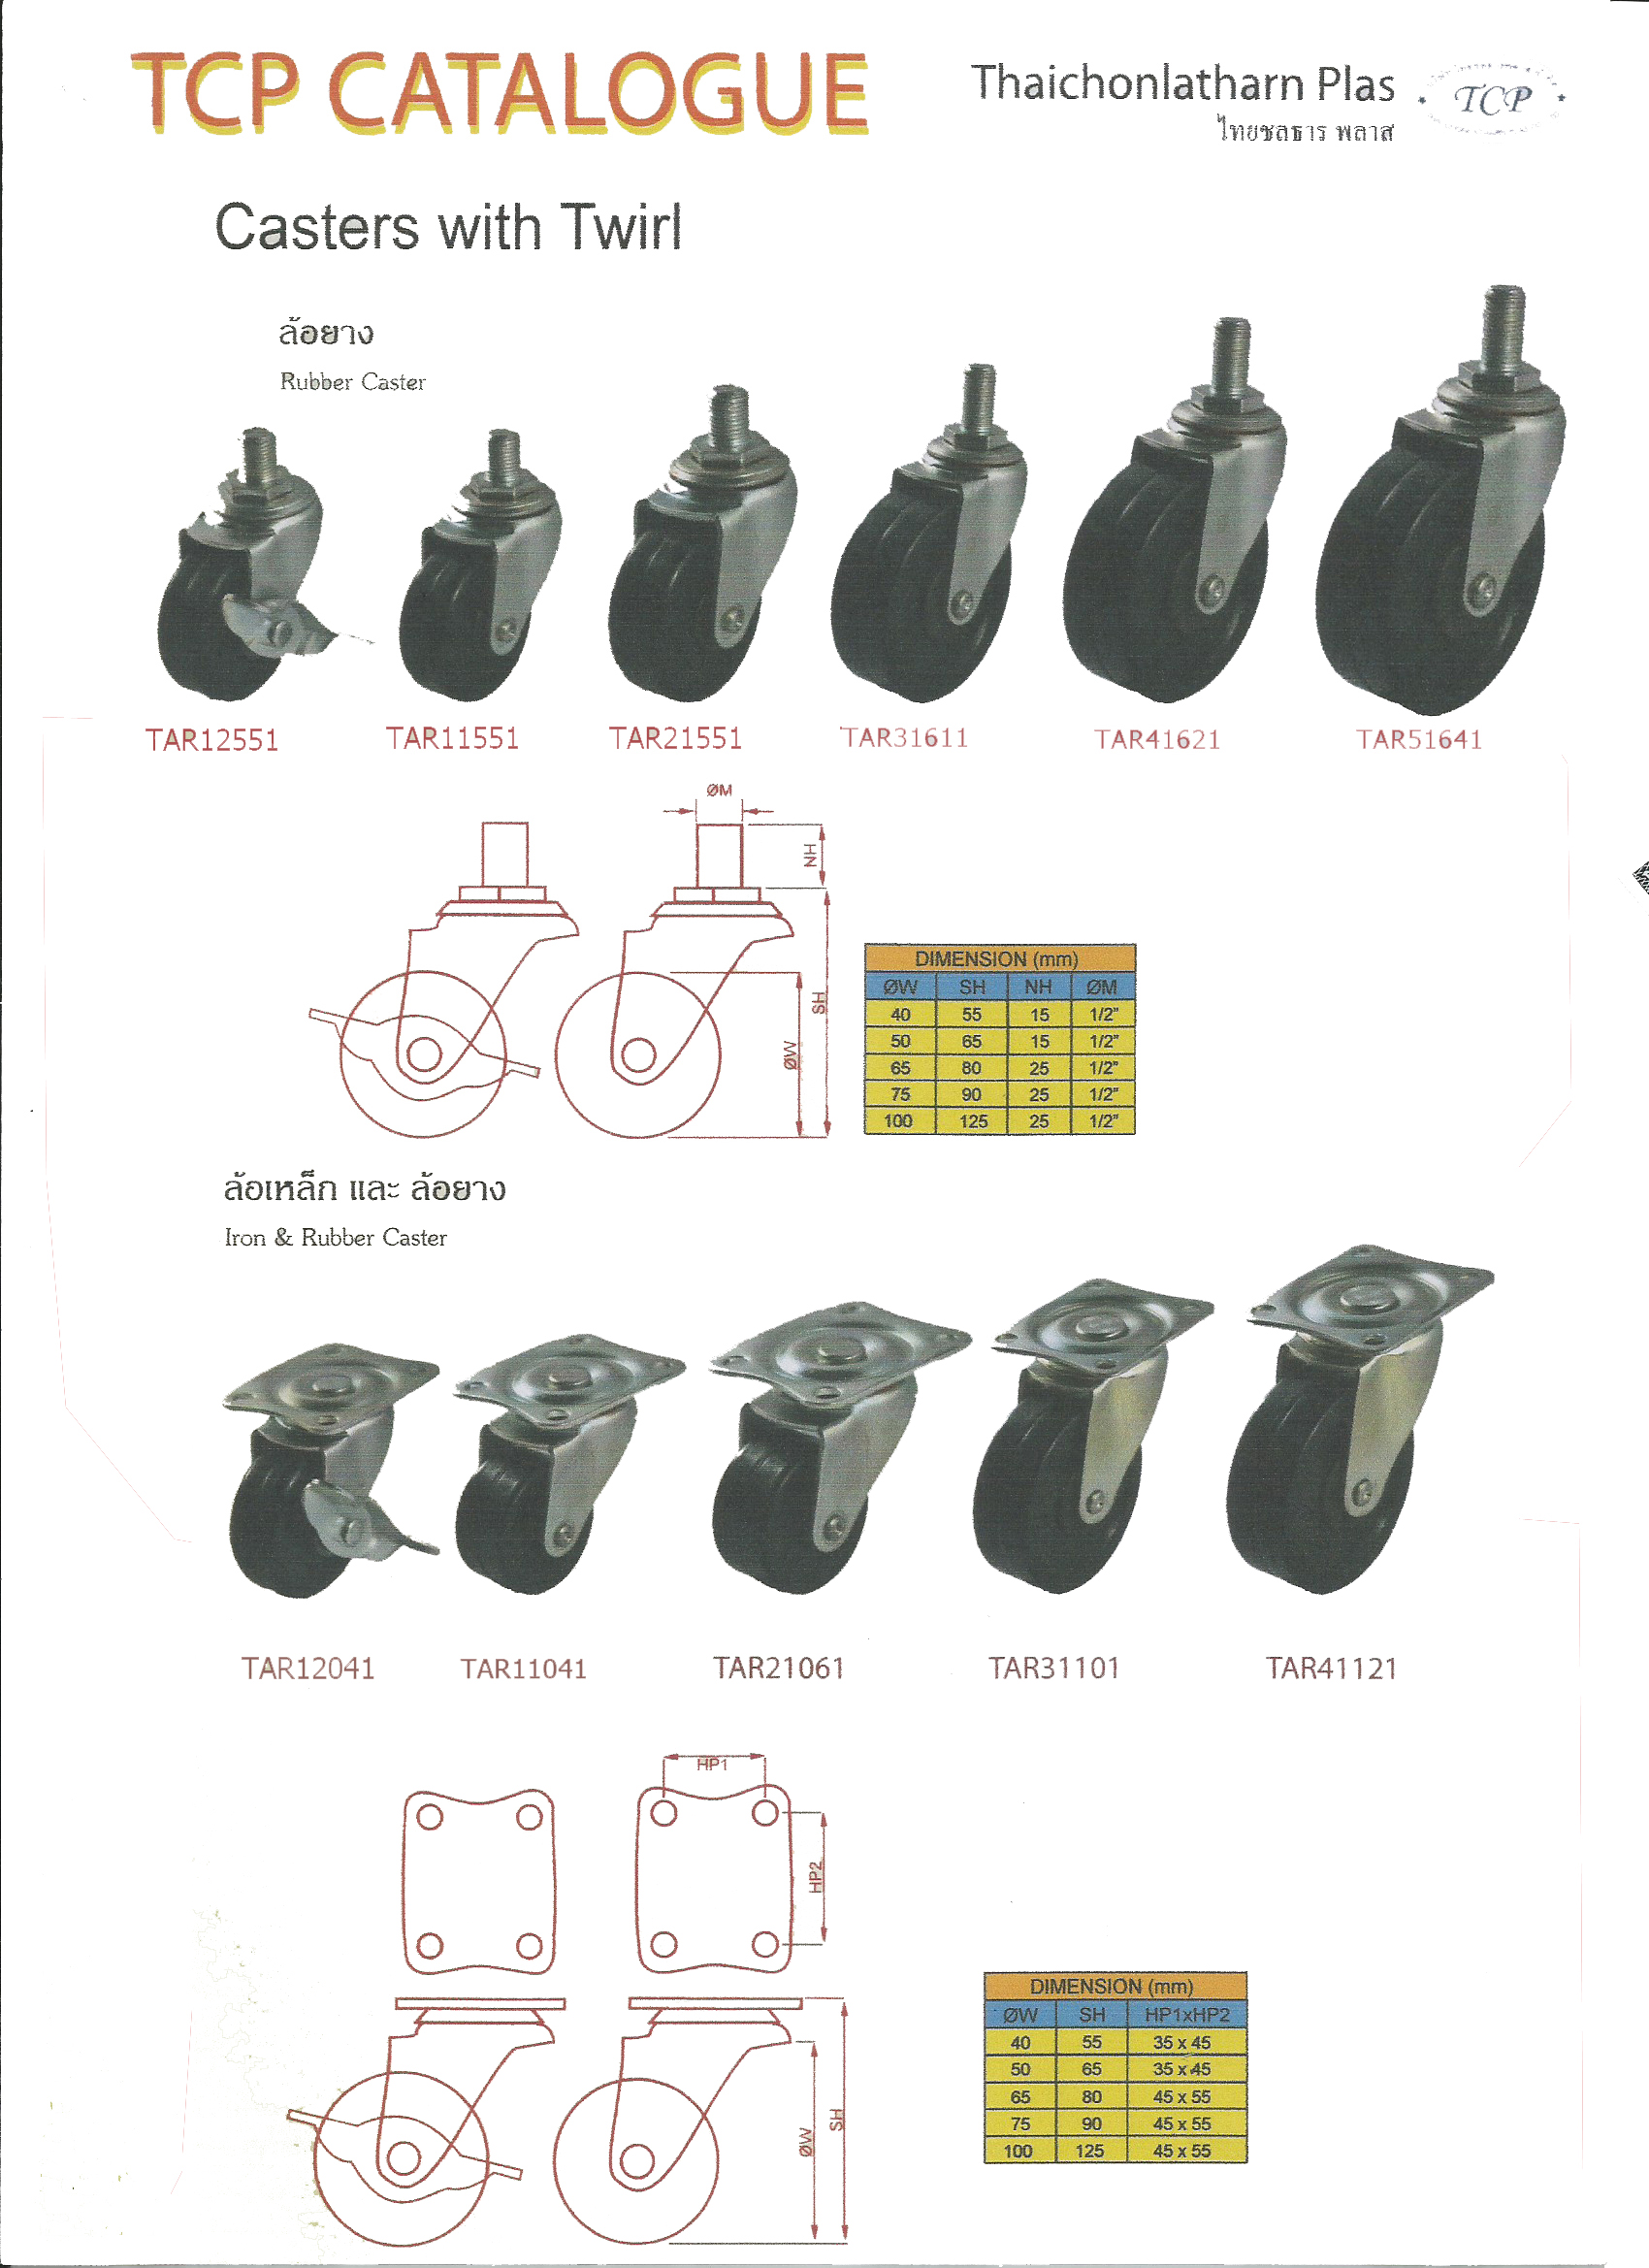 TCP CATALOGUE
Thaichonlatharn Plas
ไทยชลธาร พลาส
TCP
Casters with Twirl
ล้อยาง
Rubber Caster
TAR12551 TAR11551 TAR21551 TAR31611 TAR41621 TAR51641
ØM
NH
SH
ØW
DIMENSION (mm)
ØW SH NH ØM
40 55 15 1/2"
50 65 15 1/2"
65 80 25 1/2"
75 90 25 1/2"
100 125 25 1/2"
ล้อเหล็ก และ ล้อยาง
Iron & Rubber Caster
TAR12041 TAR11041 TAR21061 TAR31101 TAR41121
HP1
HP2
SH
ØW
DIMENSION (mm)
ØW SH HP1xHP2
40 55 35 x 45
50 65 35 x 45
65 80 45 x 55
75 90 45 x 55
100 125 45 x 55